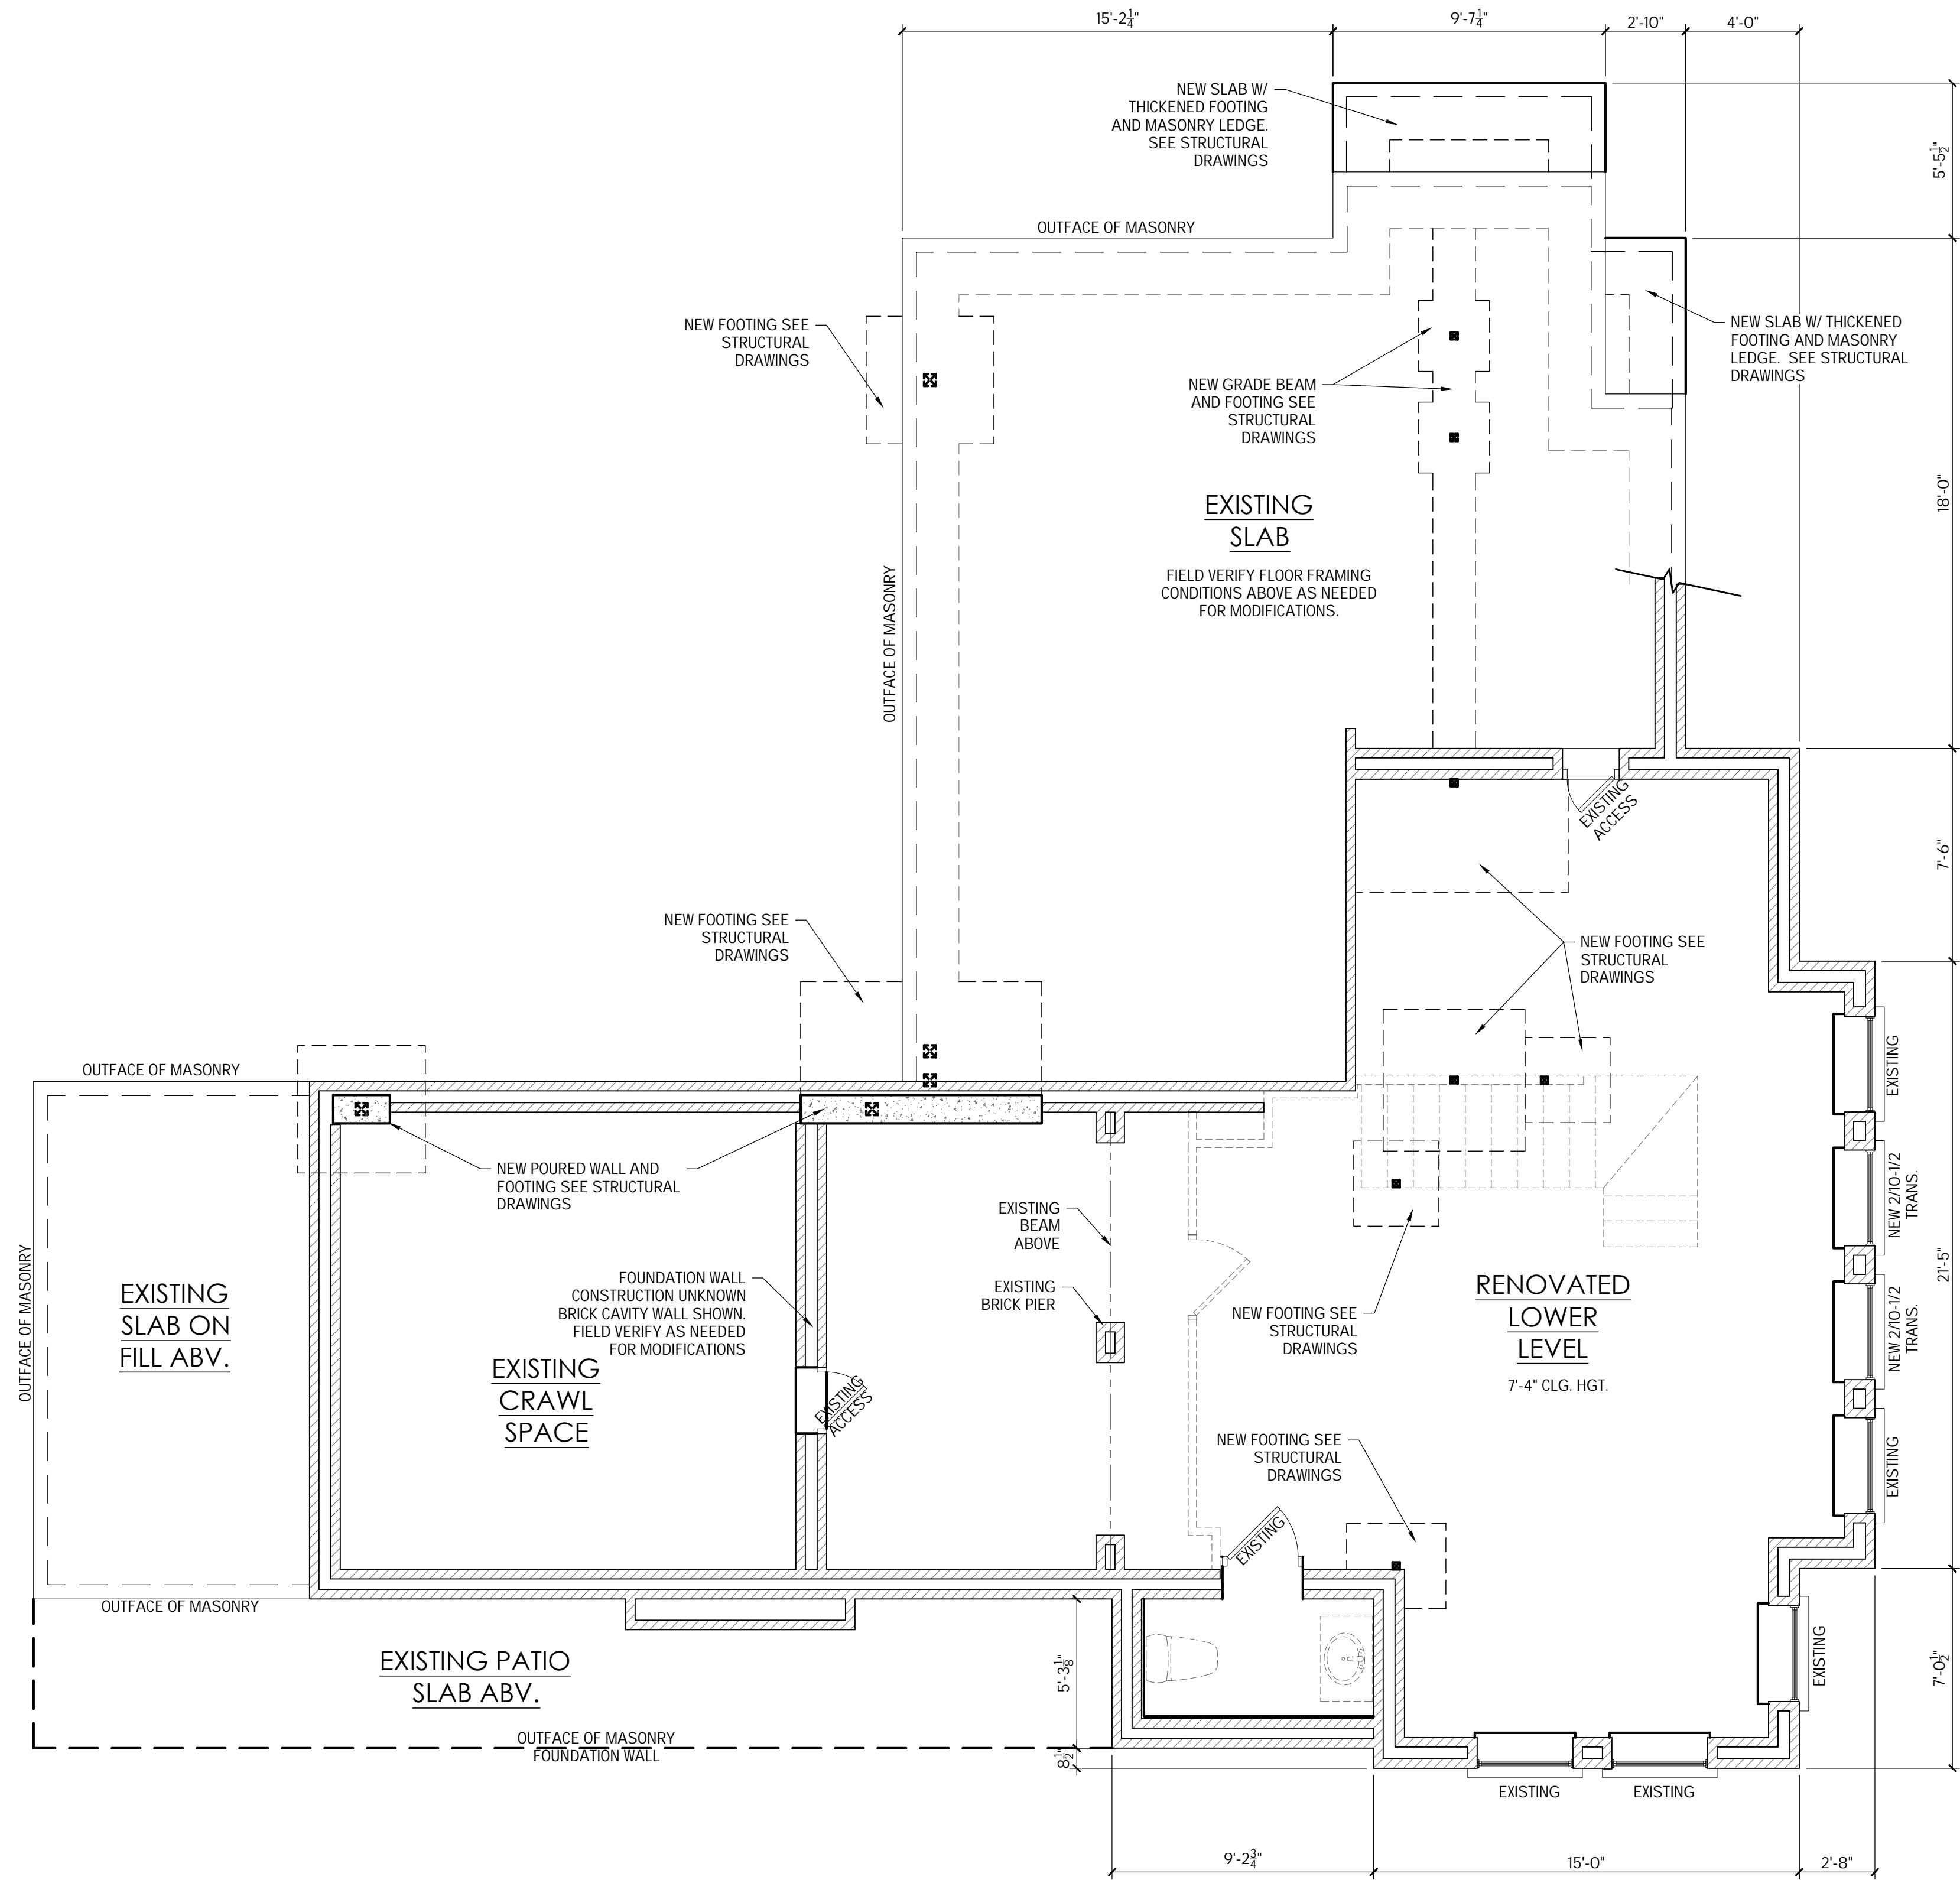 15'-2 1/4"
9'-7 1/4"
2'-10"
4'-0"
NEW SLAB W/
THICKENED FOOTING
AND MASONRY LEDGE.
SEE STRUCTURAL
DRAWINGS
5'-5 1/2"
OUTFACE OF MASONRY
NEW FOOTING SEE
STRUCTURAL
DRAWINGS
NEW SLAB W/ THICKENED
FOOTING AND MASONRY
LEDGE.  SEE STRUCTURAL
DRAWINGS
NEW GRADE BEAM
AND FOOTING SEE
STRUCTURAL
DRAWINGS
18'-0"
EXISTING
SLAB
FIELD VERIFY FLOOR FRAMING
CONDITIONS ABOVE AS NEEDED
FOR MODIFICATIONS.
OUTFACE OF MASONRY
EXISTING
ACCESS
7'-6"
NEW FOOTING SEE
STRUCTURAL
DRAWINGS
NEW FOOTING SEE
STRUCTURAL
DRAWINGS
OUTFACE OF MASONRY
EXISTING
NEW POURED WALL AND
FOOTING SEE STRUCTURAL
DRAWINGS
NEW 2/10-1/2
TRANS.
EXISTING
BEAM
ABOVE
OUTFACE OF MASONRY
EXISTING
SLAB ON
FILL ABV.
FOUNDATION WALL
CONSTRUCTION UNKNOWN
BRICK CAVITY WALL SHOWN.
FIELD VERIFY AS NEEDED
FOR MODIFICATIONS
EXISTING
BRICK PIER
NEW FOOTING SEE
STRUCTURAL
DRAWINGS
RENOVATED
LOWER
LEVEL
7'-4" CLG. HGT.
NEW 2/10-1/2
TRANS.
21'-5"
EXISTING
CRAWL
SPACE
EXISTING
ACCESS
NEW FOOTING SEE
STRUCTURAL
DRAWINGS
EXISTING
EXISTING
OUTFACE OF MASONRY
EXISTING PATIO
SLAB ABV.
5'-3 1/8"
EXISTING
7'-0 1/2"
OUTFACE OF MASONRY
FOUNDATION WALL
8 1/2"
EXISTING
EXISTING
9'-2 3/4"
15'-0"
2'-8"